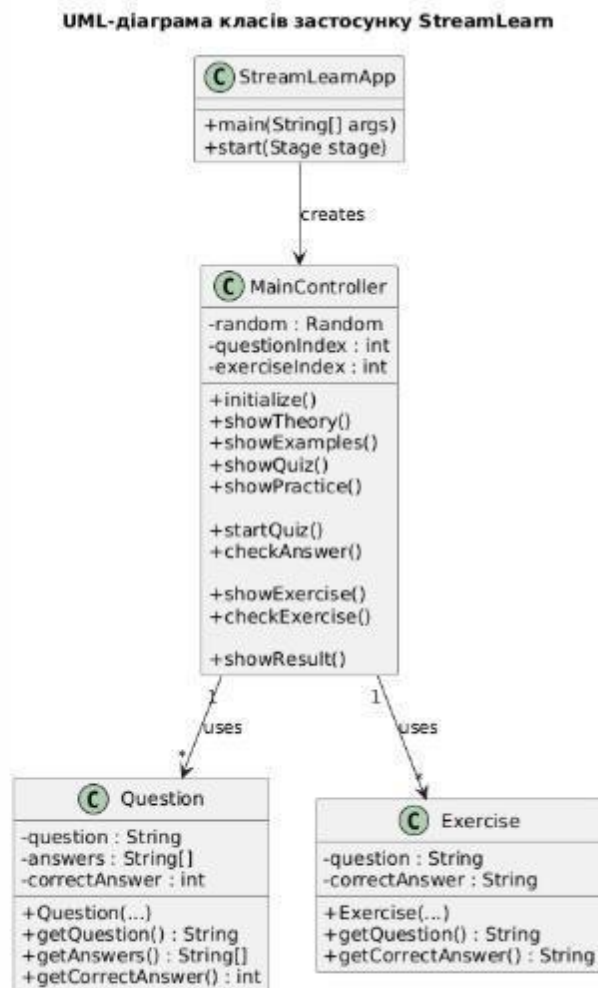 UML-діаграма класів застосунку StreamLearn
C StreamLearnApp
+main(String[] args)
+start(Stage stage)
creates
C MainController
-random : Random
-questionIndex : int
-exerciseIndex : int
+initialize()
+showTheory()
+showExamples()
+showQuiz()
+showPractice()
+startQuiz()
+checkAnswer()
+showExercise()
+checkExercise()
+showResult()
1 1
uses uses
* *
C Question
-question : String
-answers : String[]
-correctAnswer : int
+Question(...)
+getQuestion() : String
+getAnswers() : String[]
+getCorrectAnswer() : int
C Exercise
-question : String
-correctAnswer : String
+Exercise(...)
+getQuestion() : String
+getCorrectAnswer() : String